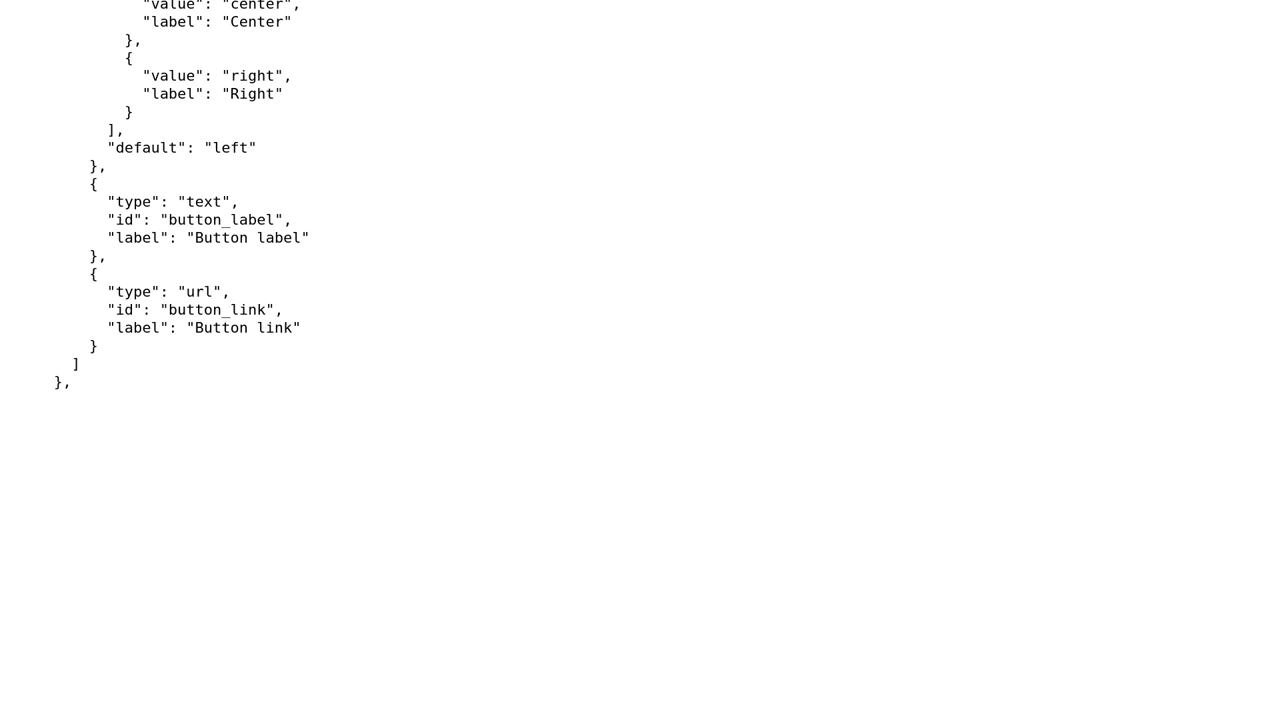 "value": "center",
                "label": "Center"
              },
              {
                "value": "right",
                "label": "Right"
              }
            ],
            "default": "left"
          },
          {
            "type": "text",
            "id": "button_label",
            "label": "Button label"
          },
          {
            "type": "url",
            "id": "button_link",
            "label": "Button link"
          }
        ]
      },